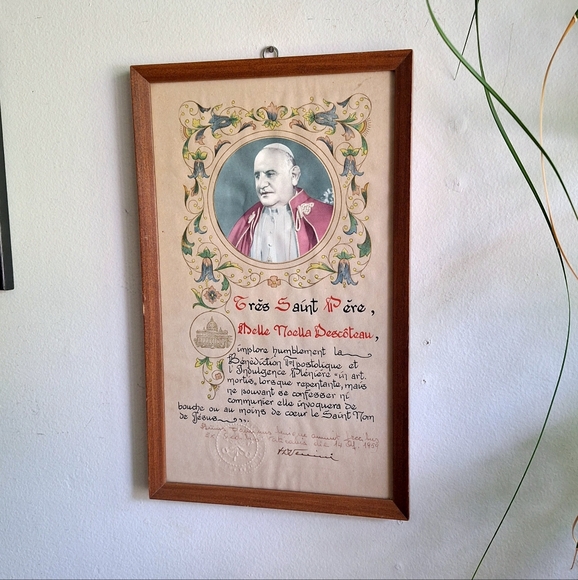 Très Saint Père,
Melle Noella Descôteau,
implore humblement la
Bénédiction Apostolique et
l'Indulgence Plénière "in art.
mortis, lorsque repentante, mais
ne pouvant se confesser ni
communier elle invoquera de
bouche ou au moins de coeur le Saint Nom
de Jésus